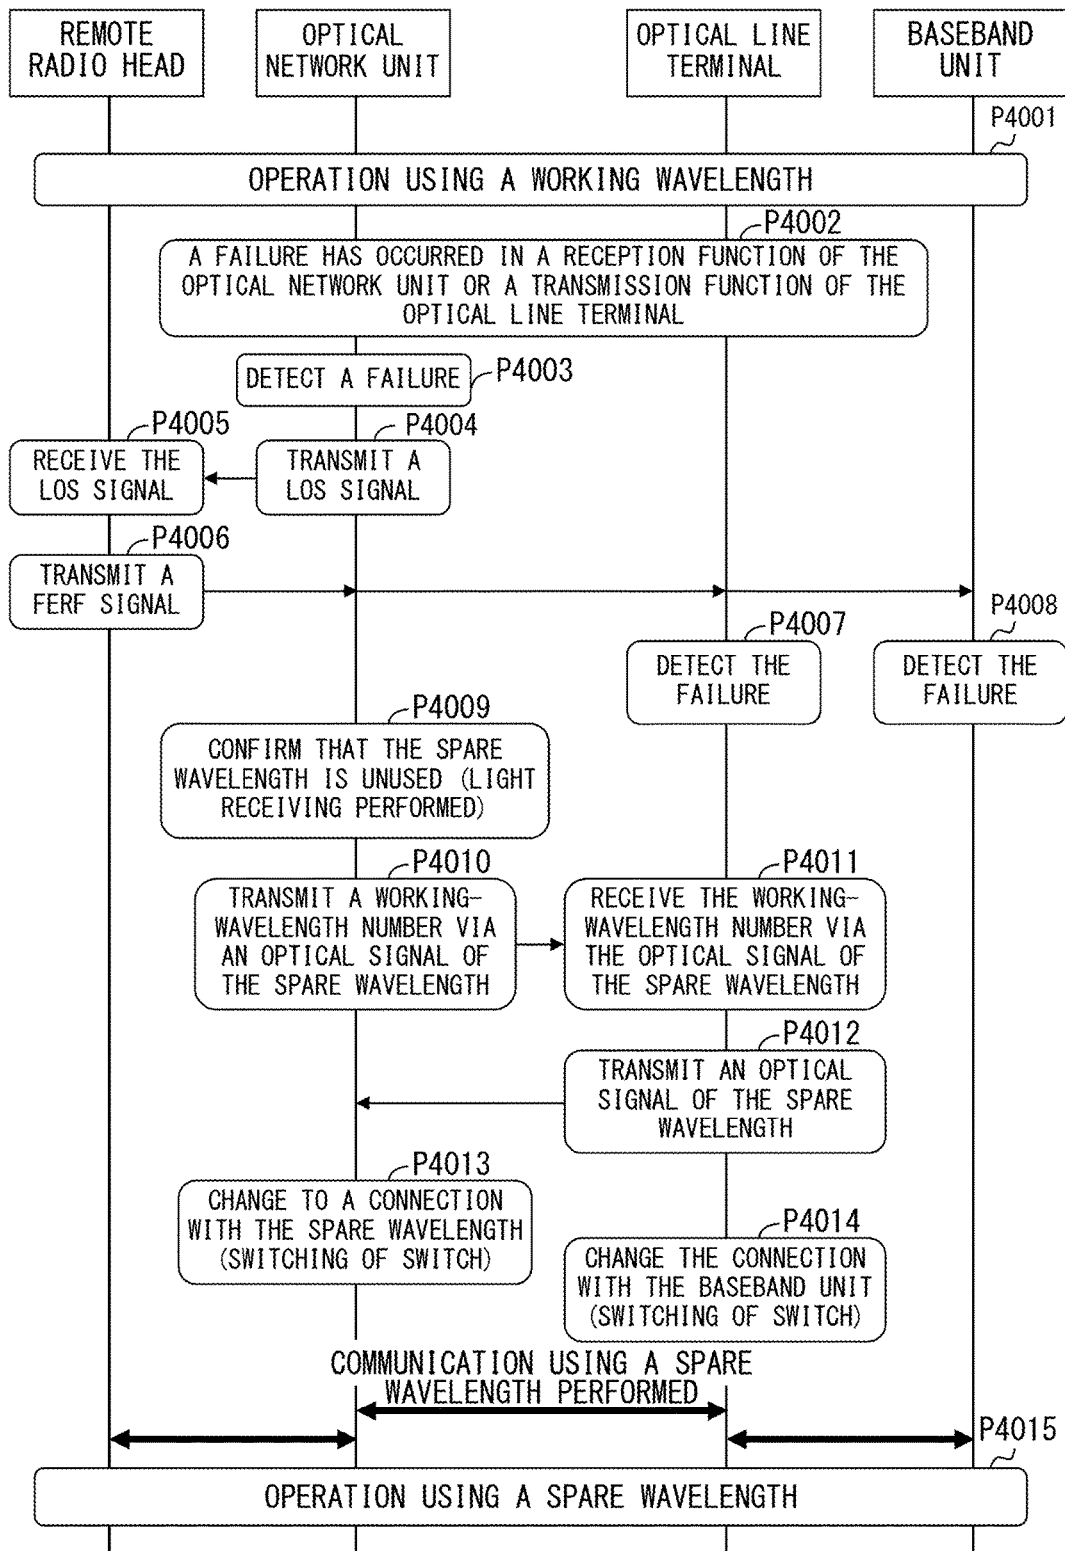 REMOTE
RADIO HEAD
OPTICAL
NETWORK UNIT
OPTICAL LINE
TERMINAL
BASEBAND
UNIT
P4001
OPERATION USING A WORKING WAVELENGTH
P4002
A FAILURE HAS OCCURRED IN A RECEPTION FUNCTION OF THE
OPTICAL NETWORK UNIT OR A TRANSMISSION FUNCTION OF THE
OPTICAL LINE TERMINAL
P4003
DETECT A FAILURE
P4005
RECEIVE THE
LOS SIGNAL
P4004
TRANSMIT A
LOS SIGNAL
P4006
TRANSMIT A
FERF SIGNAL
P4007
DETECT THE
FAILURE
P4008
DETECT THE
FAILURE
P4009
CONFIRM THAT THE SPARE
WAVELENGTH IS UNUSED (LIGHT
RECEIVING PERFORMED)
P4010
TRANSMIT A WORKING-
WAVELENGTH NUMBER VIA
AN OPTICAL SIGNAL OF
THE SPARE WAVELENGTH
P4011
RECEIVE THE WORKING-
WAVELENGTH NUMBER VIA
THE OPTICAL SIGNAL OF
THE SPARE WAVELENGTH
P4012
TRANSMIT AN OPTICAL
SIGNAL OF THE SPARE
WAVELENGTH
P4013
CHANGE TO A CONNECTION
WITH THE SPARE WAVELENGTH
(SWITCHING OF SWITCH)
P4014
CHANGE THE CONNECTION
WITH THE BASEBAND UNIT
(SWITCHING OF SWITCH)
COMMUNICATION USING A SPARE
WAVELENGTH PERFORMED
P4015
OPERATION USING A SPARE WAVELENGTH